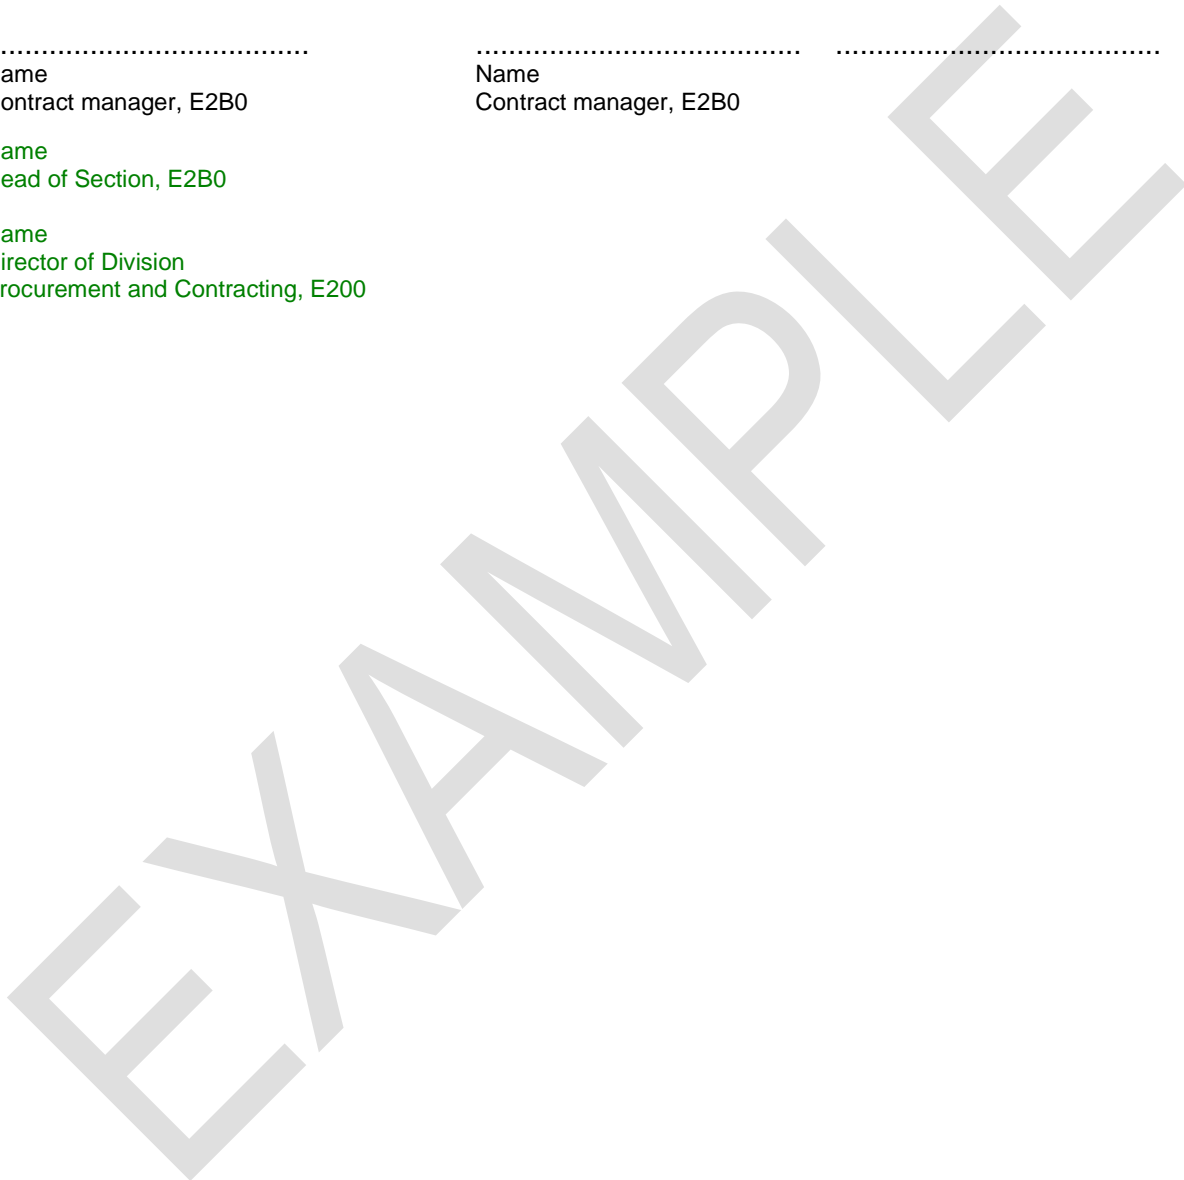 ..................................... ....................................... .......................................
ame Name
ontract manager, E2B0 Contract manager, E2B0
ame
ead of Section, E2B0
ame
irector of Division
rocurement and Contracting, E200
EXAMPLE